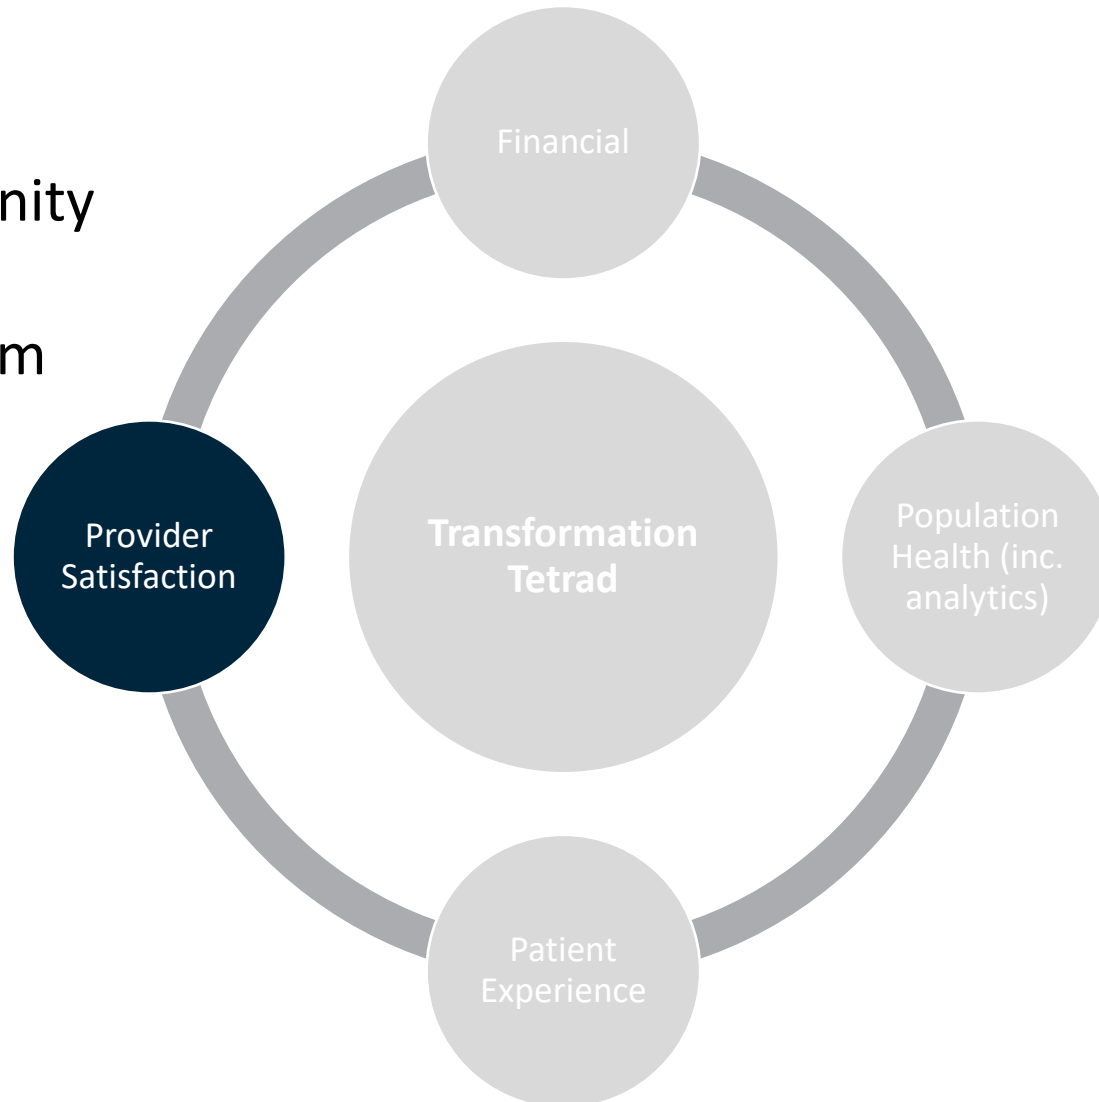 Financial
nity
m
Provider
Satisfaction
Transformation
Tetrad
Population
Health (inc.
analytics)
Patient
Experience